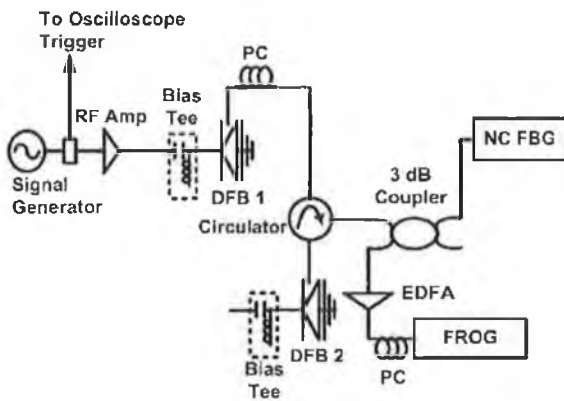 To Oscilloscope
Trigger
PC
Bias
Tee
RF Amp
NC FBG
3 dB
Coupler
Signal
Generator
DFB 1
Circulator
EDFA
DFB 2
FROG
Bias
Tee
PC